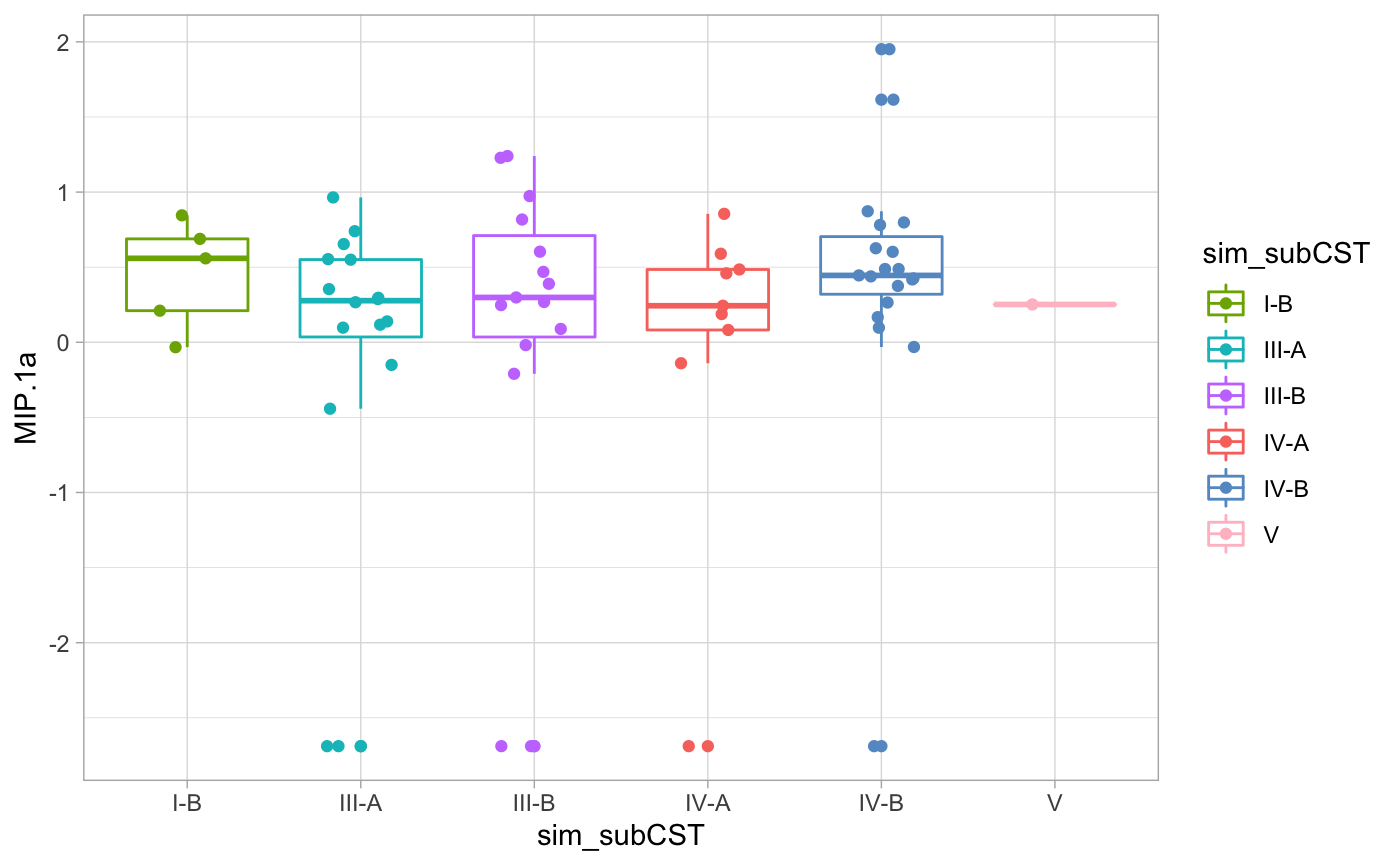 2
1
0
-1
-2
MIP.1a
I-B
III-A
III-B
IV-A
IV-B
V
sim_subCST
sim_subCST
I-B
III-A
III-B
IV-A
IV-B
V